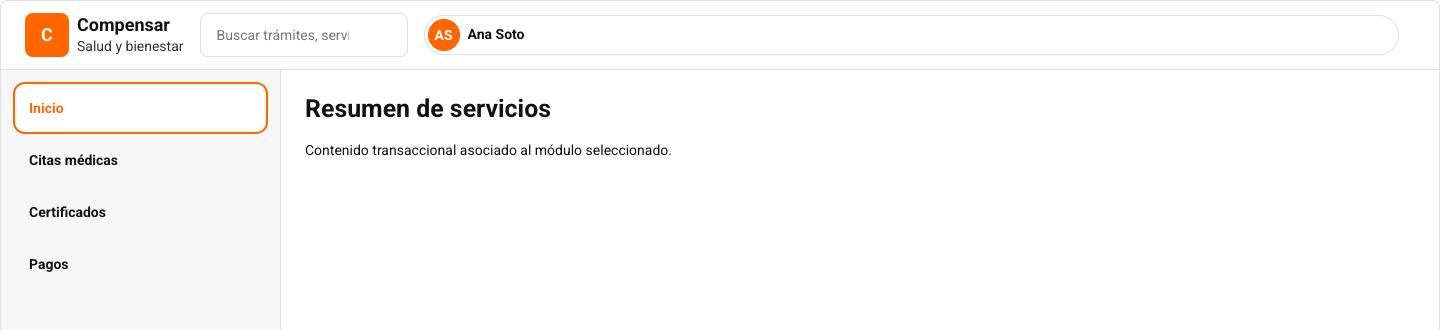 C
Compensar
Salud y bienestar
Buscar trámites, servi
AS
Ana Soto
Inicio
Citas médicas
Certificados
Pagos
Resumen de servicios
Contenido transaccional asociado al módulo seleccionado.